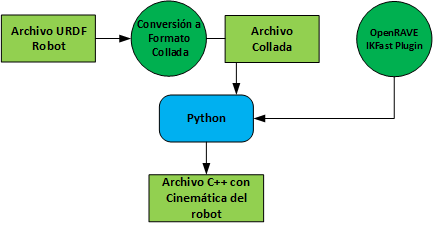 Archivo URDF
Robot
Conversión a
Formato
Collada
Archivo
Collada
OpenRAVE
IKFast Plugin
Python
Archivo C++ con
Cinemática del
robot